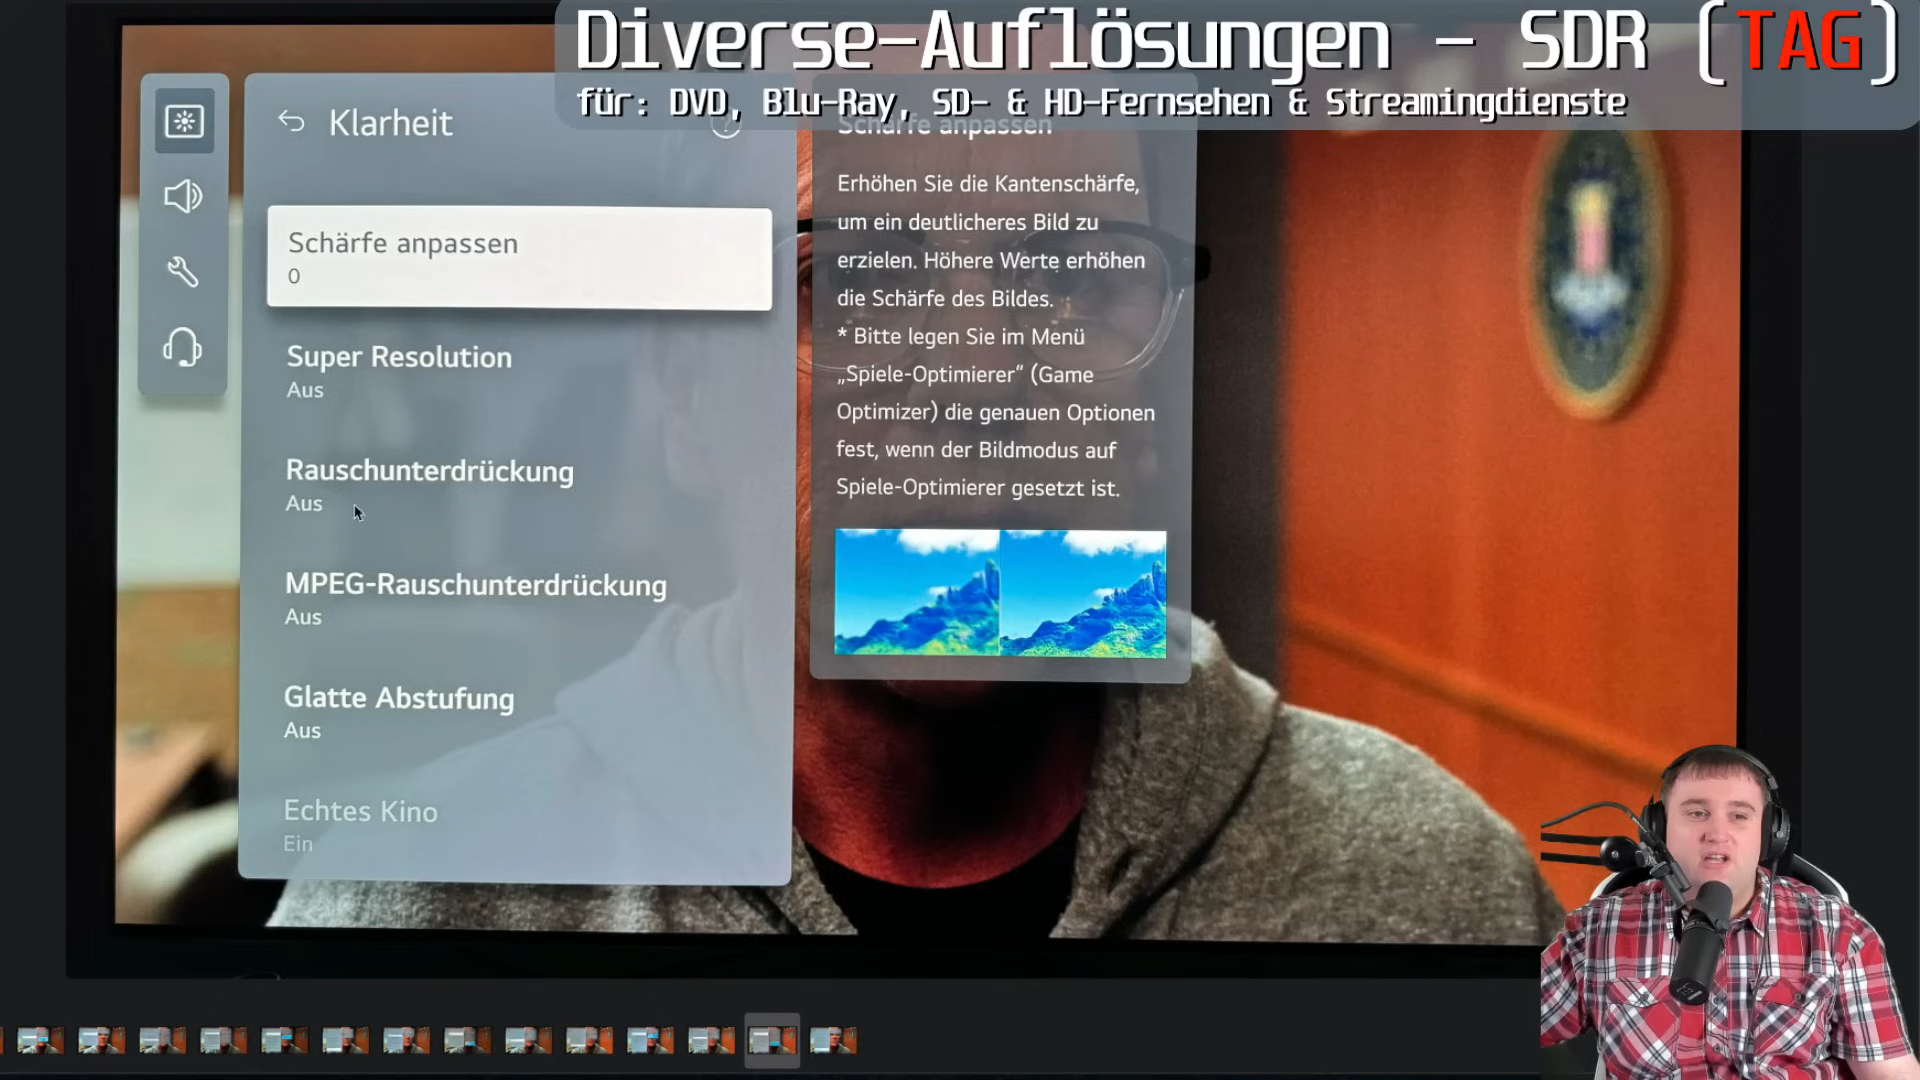 Diverse-Auflösungen - SDR (TAG)
für: DVD, Blu-Ray, SD- & HD-Fernsehen & Streamingdienste
Klarheit
?
Schärfe anpassen
0
Super Resolution
Aus
Rauschunterdrückung
Aus
MPEG-Rauschunterdrückung
Aus
Glatte Abstufung
Aus
Echtes Kino
Ein
Schärfe anpassen
Erhöhen Sie die Kantenschärfe,
um ein deutlicheres Bild zu
erzielen. Höhere Werte erhöhen
die Schärfe des Bildes.
* Bitte legen Sie im Menü
„Spiele-Optimierer“ (Game
Optimizer) die genauen Optionen
fest, wenn der Bildmodus auf
Spiele-Optimierer gesetzt ist.